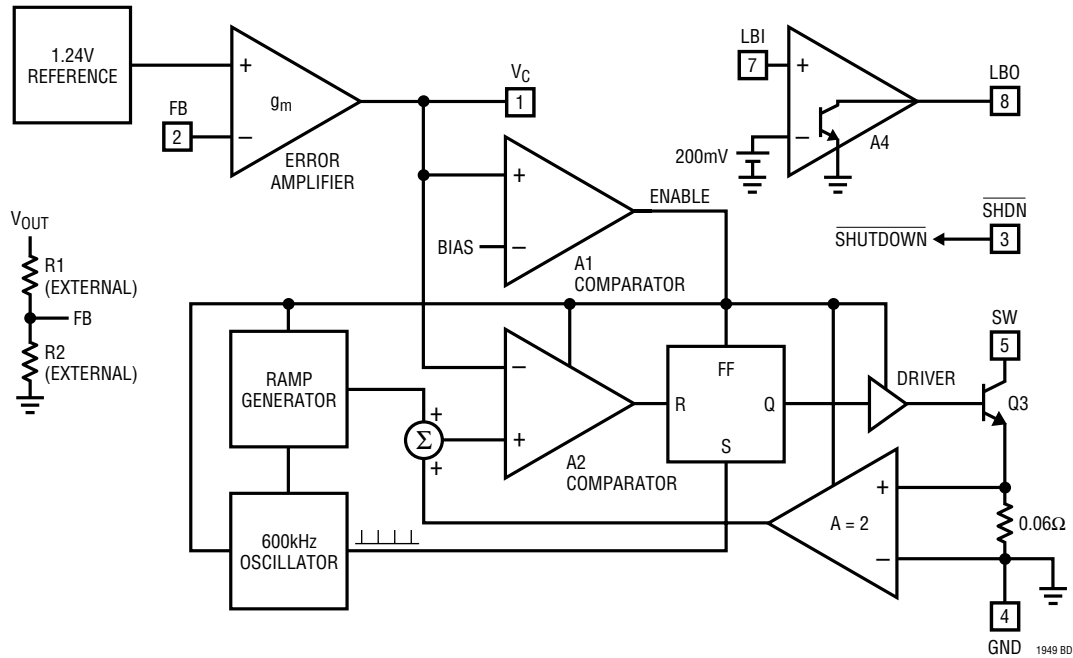 1.24V
REFERENCE
FB
2
+
−
gm
ERROR
AMPLIFIER
VC
1
LBI
7
200mV
+
−
A4
LBO
8
SHDN
3
SHUTDOWN
VOUT
R1
(EXTERNAL)
FB
R2
(EXTERNAL)
+
BIAS
−
A1
COMPARATOR
ENABLE
RAMP
GENERATOR
600kHz
OSCILLATOR
+
Σ
+
−
+
A2
COMPARATOR
FF
R
Q
S
DRIVER
SW
5
Q3
A = 2
+
−
0.06Ω
4
GND
1949 BD